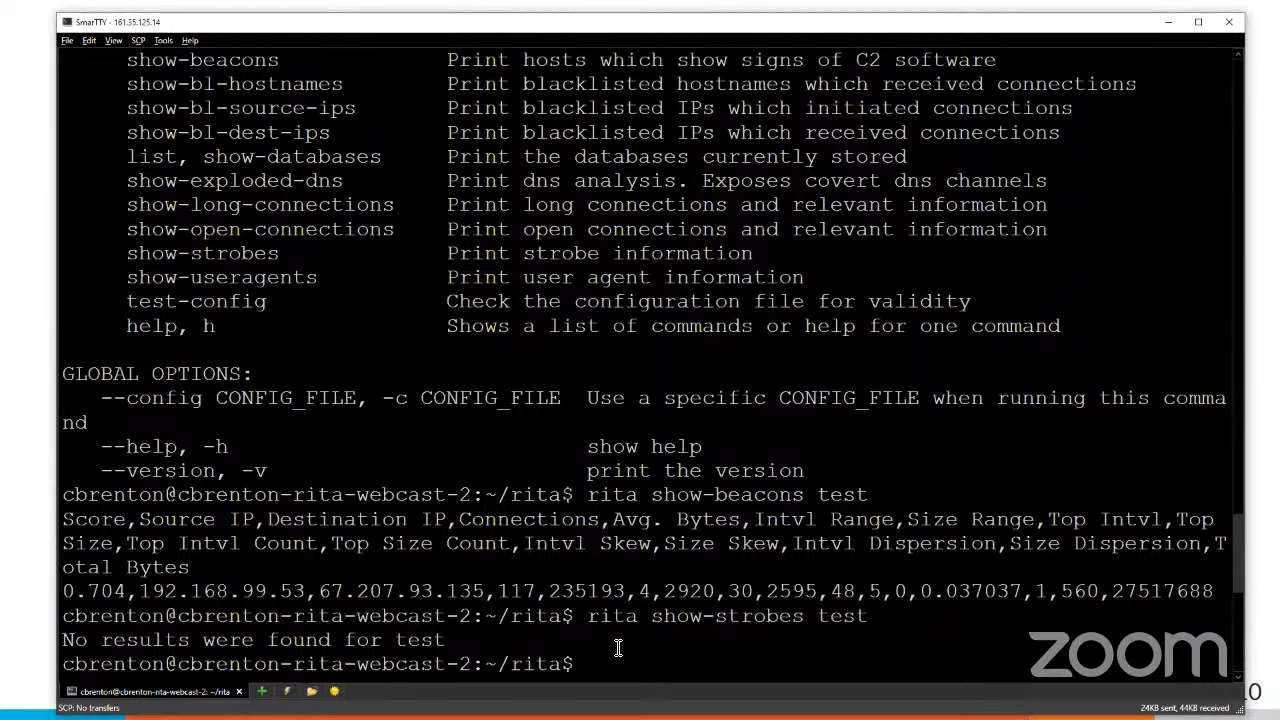 SmarTTY - 161.35.125.14
File Edit View SCP Tools Help
show-beacons Print hosts which show signs of C2 software
show-bl-hostnames Print blacklisted hostnames which received connections
show-bl-source-ips Print blacklisted IPs which initiated connections
show-bl-dest-ips Print blacklisted IPs which received connections
list, show-databases Print the databases currently stored
show-exploded-dns Print dns analysis. Exposes covert dns channels
show-long-connections Print long connections and relevant information
show-open-connections Print open connections and relevant information
show-strobes Print strobe information
show-useragents Print user agent information
test-config Check the configuration file for validity
help, h Shows a list of commands or help for one command
GLOBAL OPTIONS:
--config CONFIG_FILE, -c CONFIG_FILE Use a specific CONFIG_FILE when running this comma
nd
--help, -h show help
--version, -v print the version
cbrenton@cbrenton-rita-webcast-2:~/rita$ rita show-beacons test
Score,Source IP,Destination IP,Connections,Avg. Bytes,Intvl Range,Size Range,Top Intvl,Top
Size,Top Intvl Count,Top Size Count,Intvl Skew,Size Skew,Intvl Dispersion,Size Dispersion,T
otal Bytes
0.704,192.168.99.53,67.207.93.135,117,235193,4,2920,30,2595,48,5,0,0.037037,1,560,27517688
cbrenton@cbrenton-rita-webcast-2:~/rita$ rita show-strobes test
No results were found for test
cbrenton@cbrenton-rita-webcast-2:~/rita$
zoom
cbrenton@cbrenton-rita-webcast-2: ~/rita
SCP: No transfers
24KB sent, 44KB received